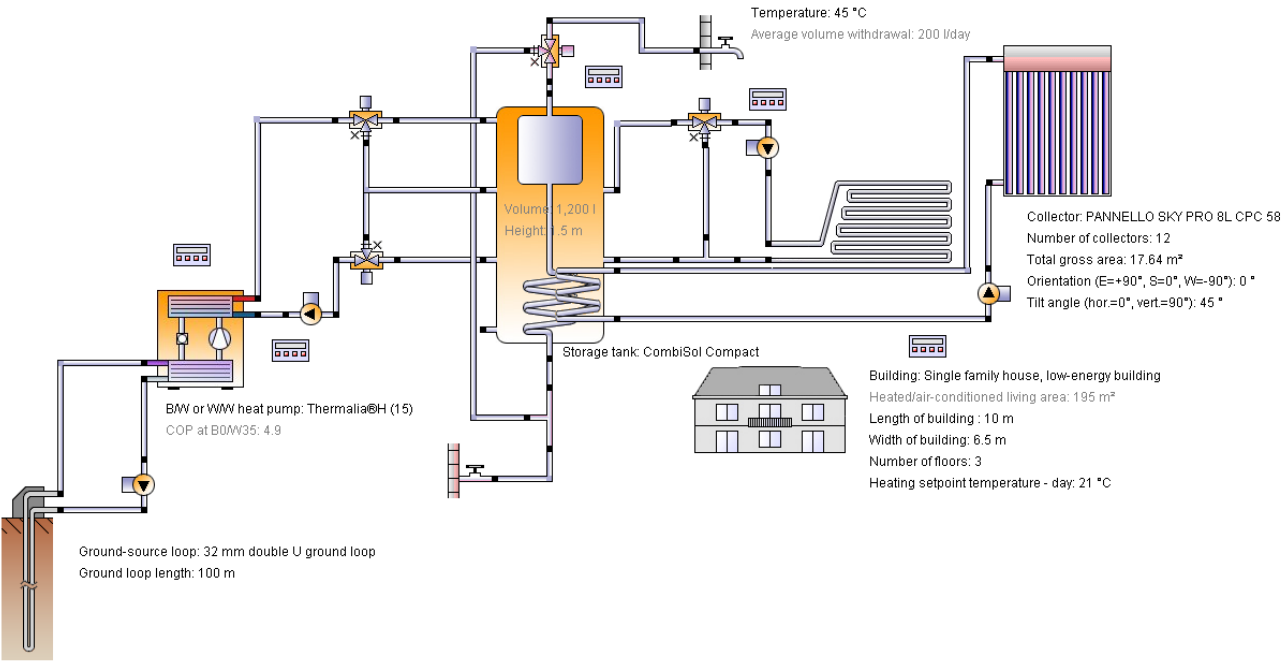 Temperature: 45 °C
Average volume withdrawal: 200 l/day
Volume: 1,200 l
Height: 1.5 m
Collector: PANNELLO SKY PRO 8L CPC 58
Number of collectors: 12
Total gross area: 17.64 m²
Orientation (E=+90°, S=0°, W=-90°): 0 °
Tilt angle (hor.=0°, vert.=90°): 45 °
Storage tank: CombiSol Compact
Building: Single family house, low-energy building
Heated/air-conditioned living area: 195 m²
Length of building : 10 m
Width of building: 6.5 m
Number of floors: 3
Heating setpoint temperature - day: 21 °C
B/W or W/W heat pump: Thermalia®H (15)
COP at B0/W35: 4.9
Ground-source loop: 32 mm double U ground loop
Ground loop length: 100 m